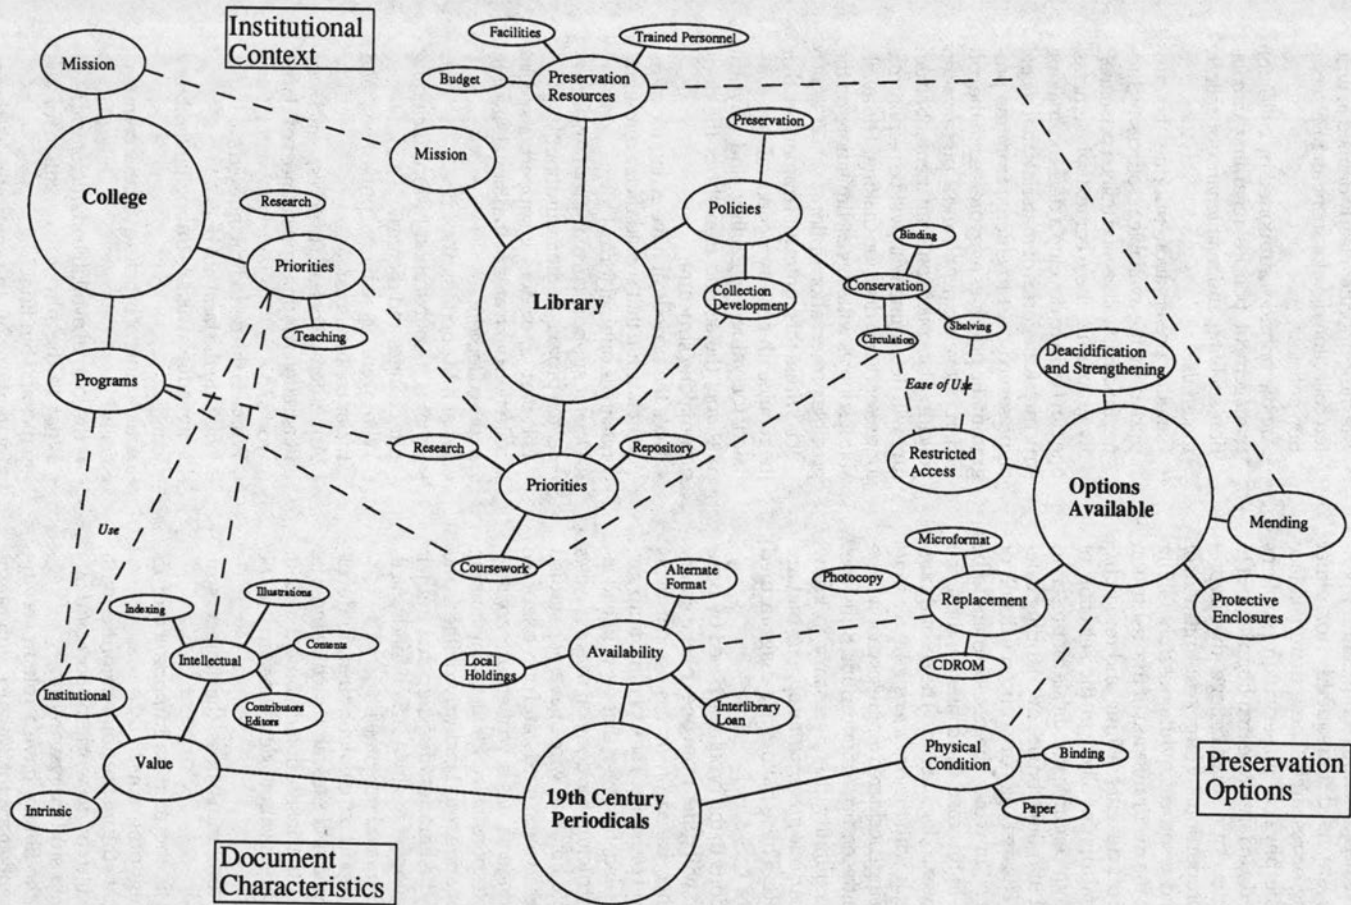 Institutional
Context
Mission
College
Research
Priorities
Teaching
Programs
Facilities
Trained Personnel
Budget
Preservation
Resources
Mission
Preservation
Policies
Library
Collection
Development
Binding
Conservation
Circulation
Shelving
Ease of Use
Research
Repository
Priorities
Coursework
Deacidification
and Strengthening
Restricted
Access
Options
Available
Mending
Microformat
Photocopy
Replacement
CDROM
Protective
Enclosures
Use
Indexing
Illustrations
Intellectual
Contents
Contributors
Editors
Institutional
Value
Intrinsic
Alternate
Format
Availability
Local
Holdings
Interlibrary
Loan
19th Century
Periodicals
Physical
Condition
Binding
Paper
Document
Characteristics
Preservation
Options